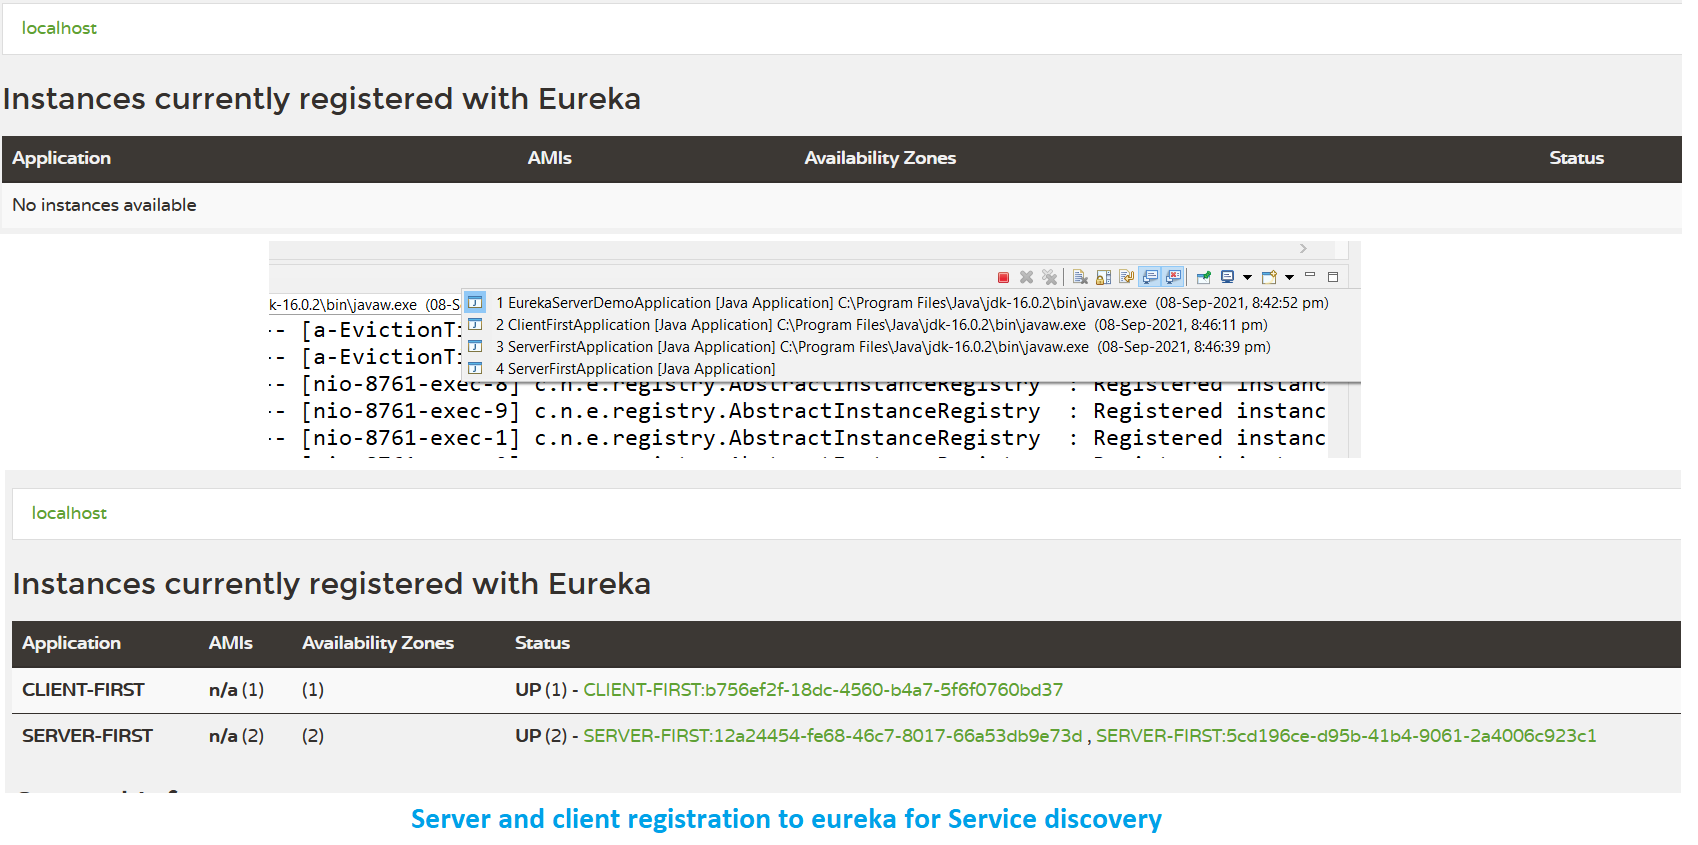 localhost
Instances currently registered with Eureka
Application AMIs Availability Zones Status
No instances available
k-16.0.2\bin\javaw.exe (08-S
1 EurekaServerDemoApplication [Java Application] C:\Program Files\Java\jdk-16.0.2\bin\javaw.exe (08-Sep-2021, 8:42:52 pm)
2 ClientFirstApplication [Java Application] C:\Program Files\Java\jdk-16.0.2\bin\javaw.exe (08-Sep-2021, 8:46:11 pm)
3 ServerFirstApplication [Java Application] C:\Program Files\Java\jdk-16.0.2\bin\javaw.exe (08-Sep-2021, 8:46:39 pm)
4 ServerFirstApplication [Java Application]
-- [a-EvictionTi
-- [a-EvictionTi
-- [nio-8761-exec-8] c.n.e.registry.AbstractInstanceRegistry : Registered instanc
-- [nio-8761-exec-9] c.n.e.registry.AbstractInstanceRegistry : Registered instanc
-- [nio-8761-exec-1] c.n.e.registry.AbstractInstanceRegistry : Registered instanc
localhost
Instances currently registered with Eureka
Application AMIs Availability Zones Status
CLIENT-FIRST n/a (1) (1) UP (1) - CLIENT-FIRST:b756ef2f-18dc-4560-b4a7-5f6f0760bd37
SERVER-FIRST n/a (2) (2) UP (2) - SERVER-FIRST:12a24454-fe68-46c7-8017-66a53db9e73d , SERVER-FIRST:5cd196ce-d95b-41b4-9061-2a4006c923c1
Server and client registration to eureka for Service discovery